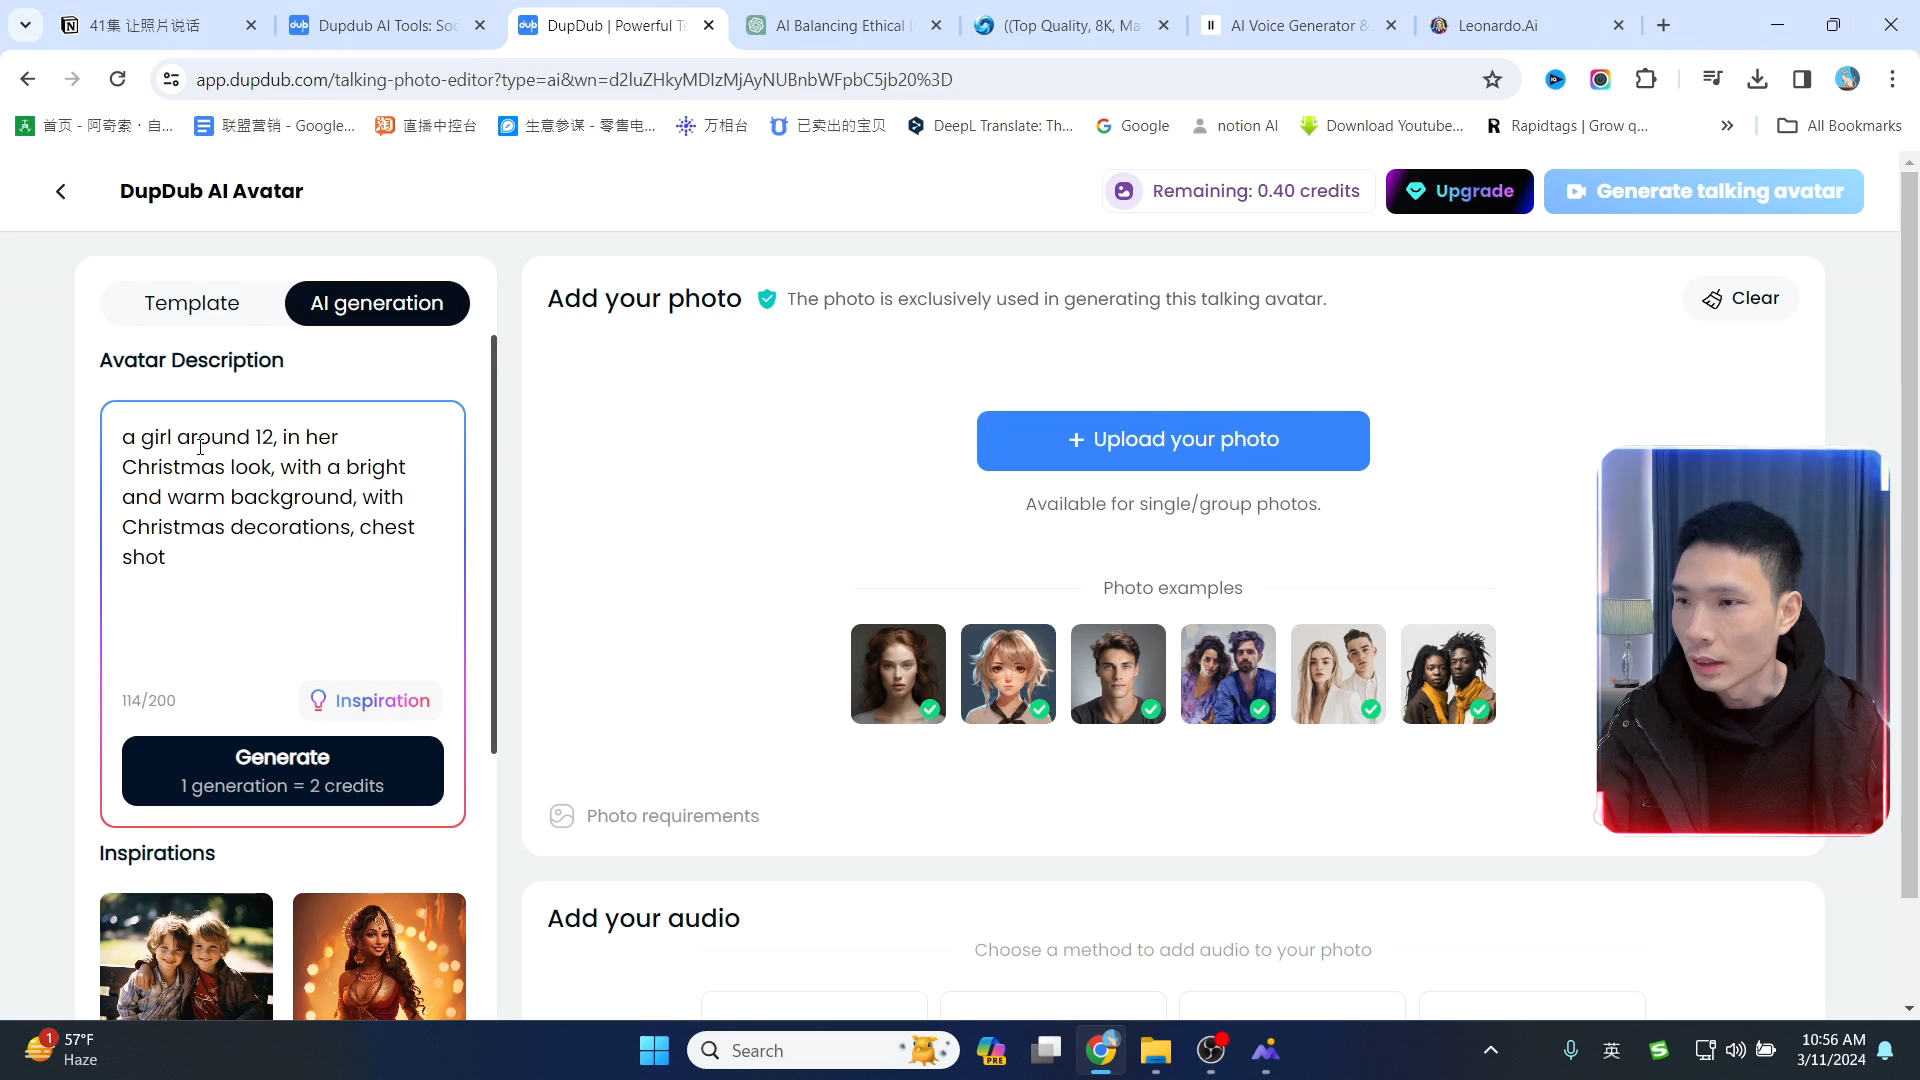 41集 让照片说话
Dupdub AI Tools: Soc
DupDub | Powerful Te
AI Balancing Ethical I
((Top Quality, 8K, Ma
AI Voice Generator &
Leonardo.Ai
app.dupdub.com/talking-photo-editor?type=ai&wn=d2luZHkyMDIzMjAyNUBnbWFpbC5jb20%3D
首页 - 阿奇索 · 自...
联盟营销 - Google...
直播中控台
生意参谋 - 零售电...
万相台
已卖出的宝贝
DeepL Translate: Th...
Google
notion AI
Download Youtube...
Rapidtags | Grow q...
All Bookmarks
DupDub AI Avatar
Remaining: 0.40 credits
Upgrade
Generate talking avatar
Template
AI generation
Avatar Description
a girl around 12, in her
Christmas look, with a bright
and warm background, with
Christmas decorations, chest
shot
114/200
Inspiration
Generate
1 generation = 2 credits
Inspirations
Add your photo
The photo is exclusively used in generating this talking avatar.
Clear
+ Upload your photo
Available for single/group photos.
Photo examples
Photo requirements
Add your audio
Choose a method to add audio to your photo
1
57°F
Haze
Search
PRE
英
10:56 AM
3/11/2024